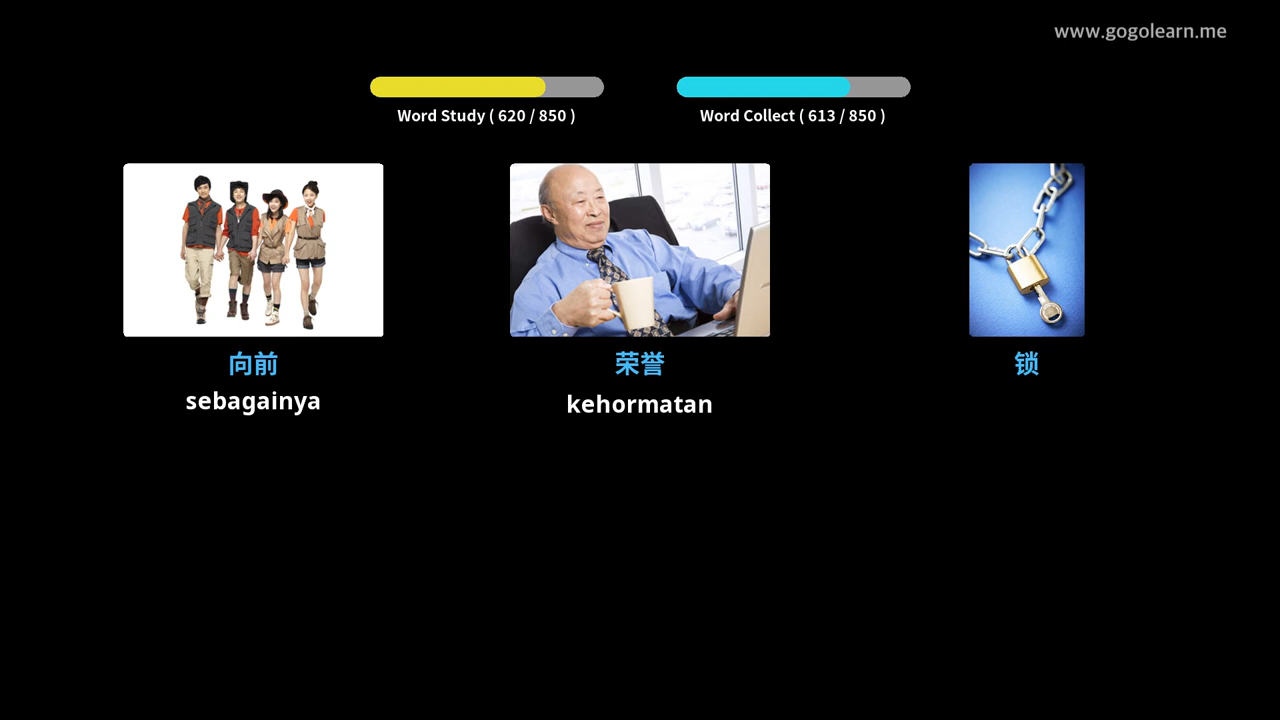 www.gogolearn.me
Word Study ( 620 / 850 )
Word Collect ( 613 / 850 )
向前
荣誉
锁
sebagainya
kehormatan